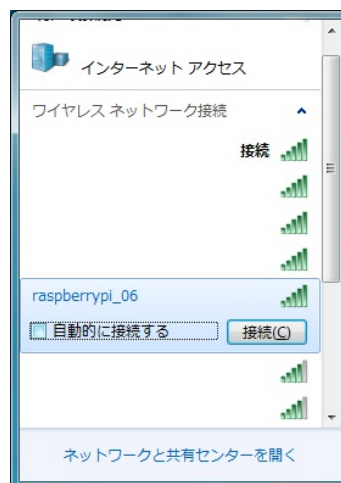 インターネット アクセス
ワイヤレス ネットワーク接続
接続
raspberrypi_06
自動的に接続する 接続(C)
ネットワークと共有センターを開く